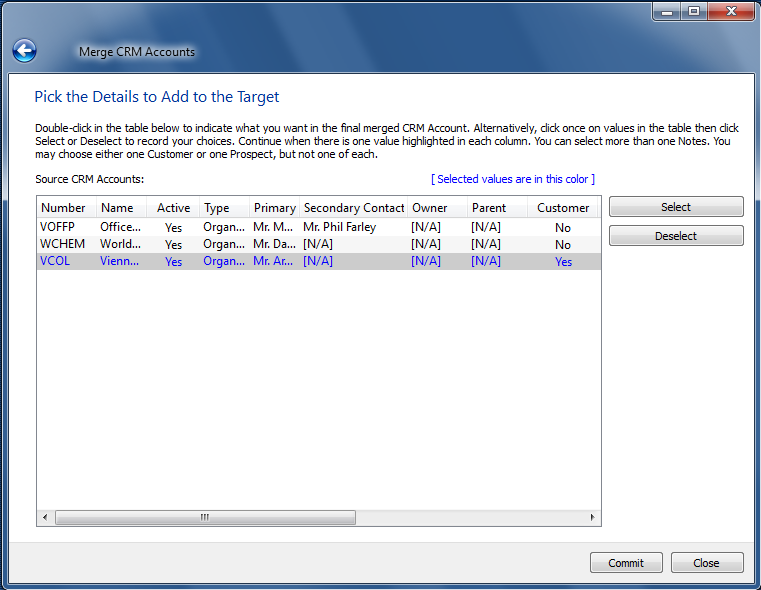 Merge CRM Accounts
Pick the Details to Add to the Target
Double-click in the table below to indicate what you want in the final merged CRM Account. Alternatively, click once on values in the table then click
Select or Deselect to record your choices. Continue when there is one value highlighted in each column. You can select more than one Notes. You
may choose either one Customer or one Prospect, but not one of each.
Source CRM Accounts: [ Selected values are in this color ]
Number Name Active Type Primary Secondary Contact Owner Parent Customer
VOFFP Office... Yes Organ... Mr. M... Mr. Phil Farley [N/A] [N/A] No
WCHEM World... Yes Organ... Mr. Da... [N/A] [N/A] [N/A] No
VCOL Vienn... Yes Organ... Mr. Ar... [N/A] [N/A] [N/A] Yes
Select
Deselect
Commit Close